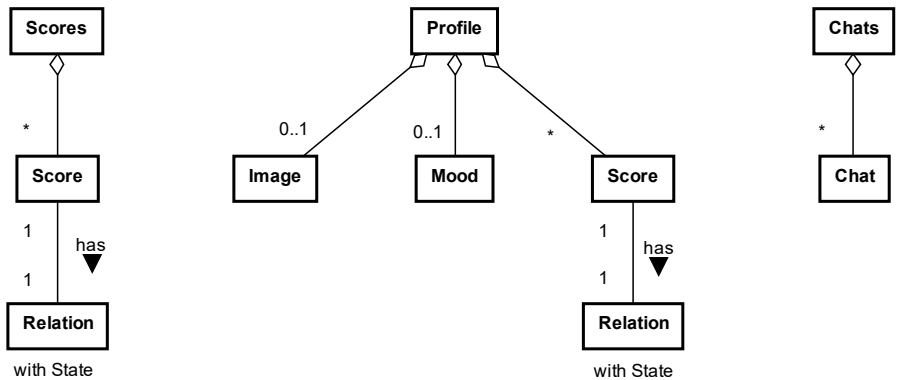 Scores
Profile
Chats
*
0..1
0..1
*
*
Score
Image
Mood
Score
Chat
1
has
1
1
has
1
Relation
Relation
with State
with State